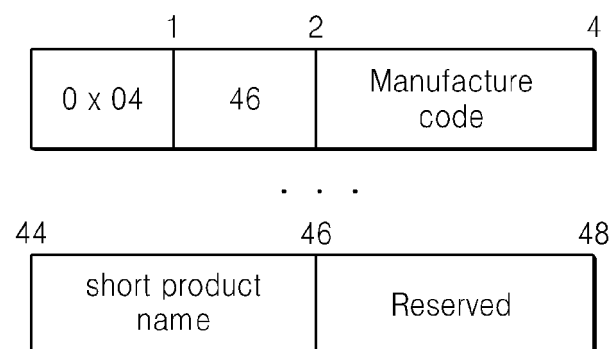 1 2 4
0 x 04 46 Manufacture
code
. . .
44 46 48
short product
name Reserved